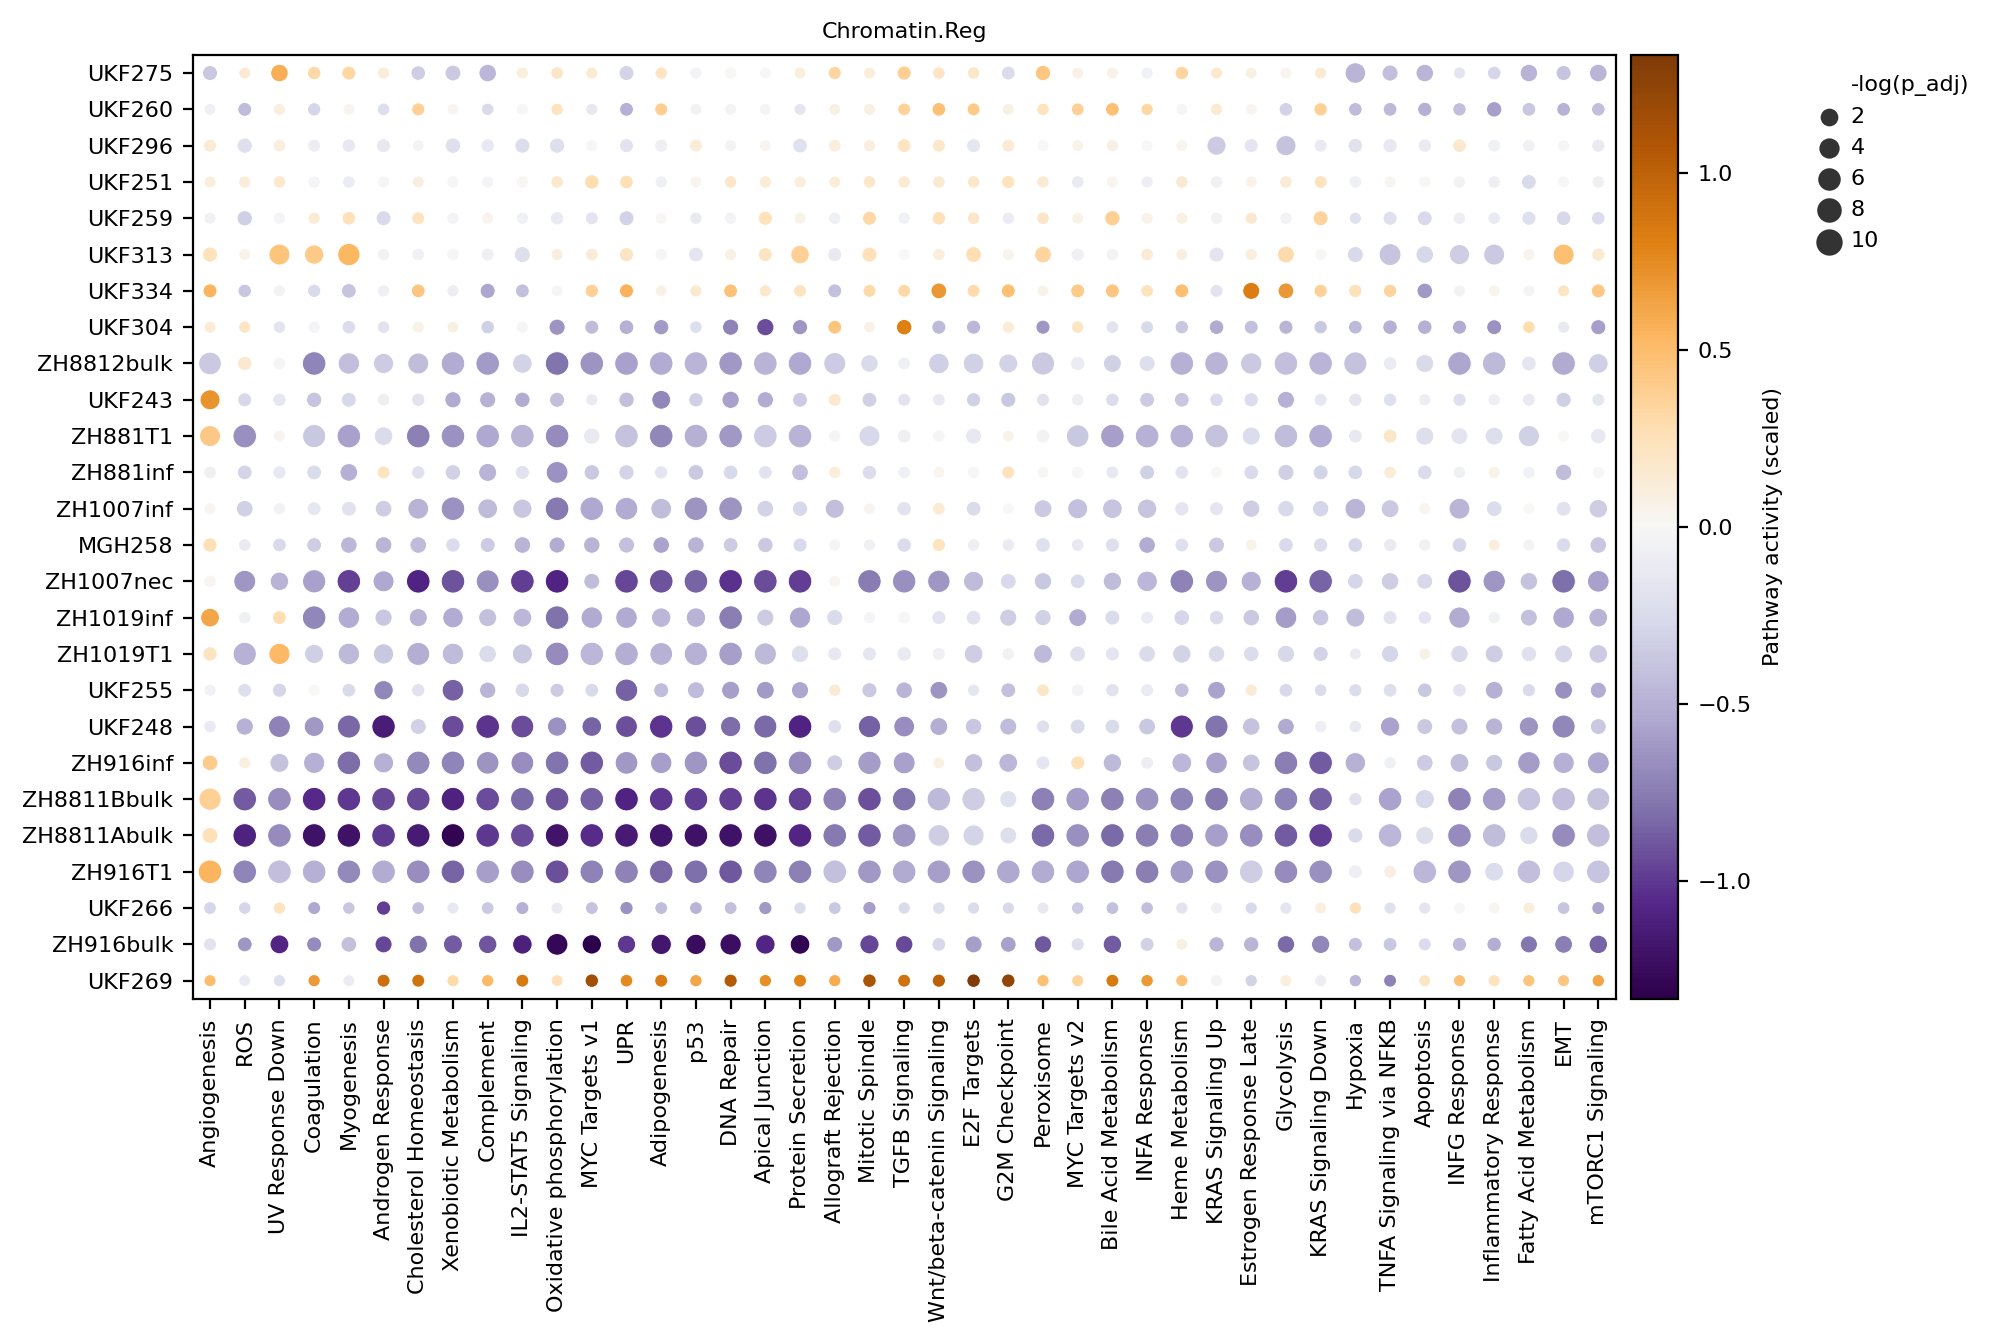 Chromatin.Reg
UKF275
UKF260
UKF296
UKF251
UKF259
UKF313
UKF334
UKF304
ZH8812bulk
UKF243
ZH881T1
ZH881inf
ZH1007inf
MGH258
ZH1007nec
ZH1019inf
ZH1019T1
UKF255
UKF248
ZH916inf
ZH8811Bbulk
ZH8811Abulk
ZH916T1
UKF266
ZH916bulk
UKF269
Angiogenesis
ROS
UV Response Down
Coagulation
Myogenesis
Androgen Response
Cholesterol Homeostasis
Xenobiotic Metabolism
Complement
IL2-STAT5 Signaling
Oxidative phosphorylation
MYC Targets v1
UPR
Adipogenesis
p53
DNA Repair
Apical Junction
Protein Secretion
Allograft Rejection
Mitotic Spindle
TGFB Signaling
Wnt/beta-catenin Signaling
E2F Targets
G2M Checkpoint
Peroxisome
MYC Targets v2
Bile Acid Metabolism
INFA Response
Heme Metabolism
KRAS Signaling Up
Estrogen Response Late
Glycolysis
KRAS Signaling Down
Hypoxia
TNFA Signaling via NFKB
Apoptosis
INFG Response
Inflammatory Response
Fatty Acid Metabolism
EMT
mTORC1 Signaling
1.0
0.5
0.0
−0.5
−1.0
Pathway activity (scaled)
-log(p_adj)
2
4
6
8
10